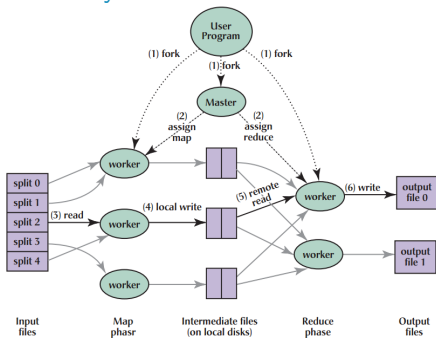 User
Program
(1) fork
(1) fork
(1) fork
Master
(2)
assign
map
(2)
assign
reduce
worker
split 0
split 1
split 2
split 3
split 4
(3) read
worker
(4) local write
(5) remote
read
worker
(6) write
output
file 0
worker
output
file 1
worker
Input
files
Map
phasr
Intermediate files
(on local disks)
Reduce
phase
Output
files